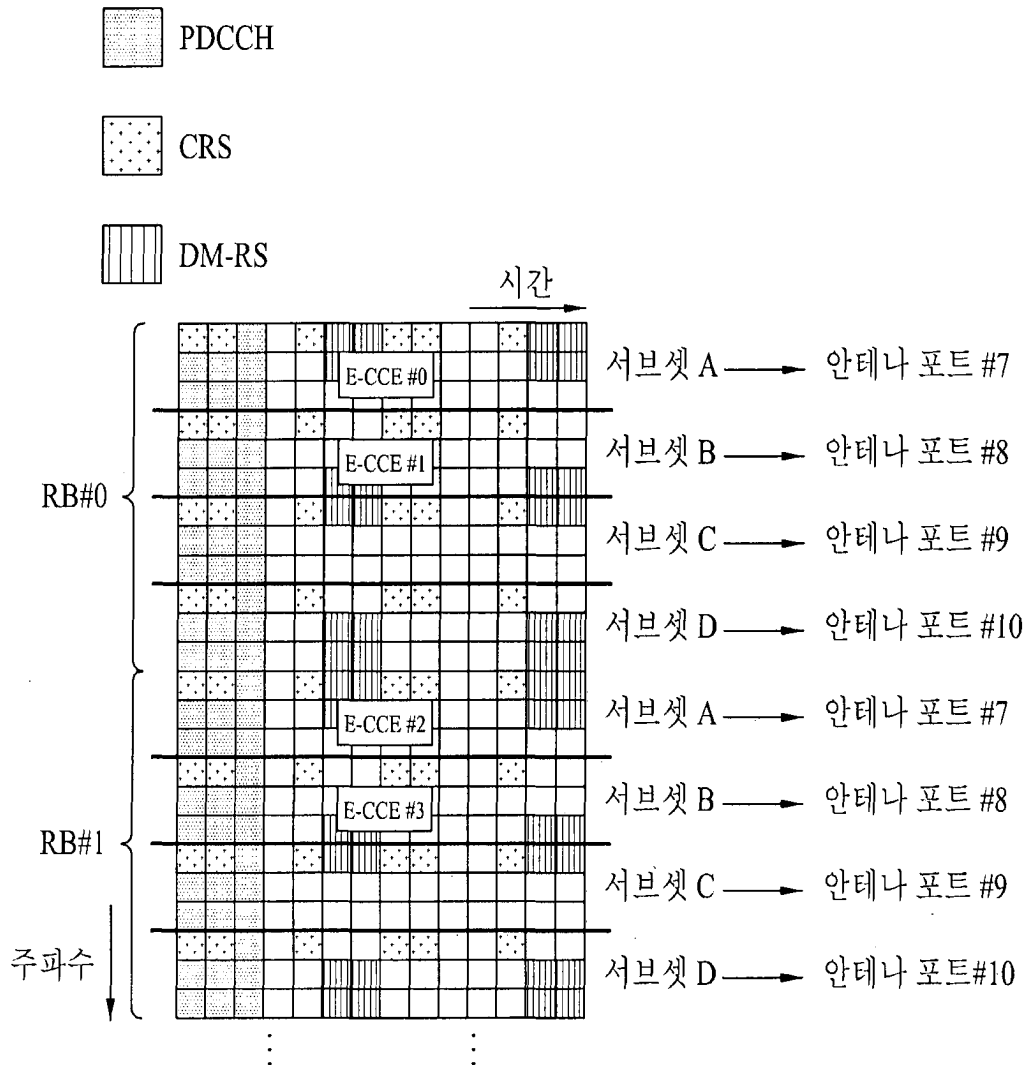 PDCCH
CRS
DM-RS
시간
E-CCE #0
서브셋 A 안테나 포트 #7
E-CCE #1
서브셋 B 안테나 포트 #8
RB#0
서브셋 C 안테나 포트 #9
서브셋 D 안테나 포트 #10
E-CCE #2
서브셋 A 안테나 포트 #7
E-CCE #3
서브셋 B 안테나 포트 #8
RB#1
서브셋 C 안테나 포트 #9
주파수
서브셋 D 안테나 포트#10